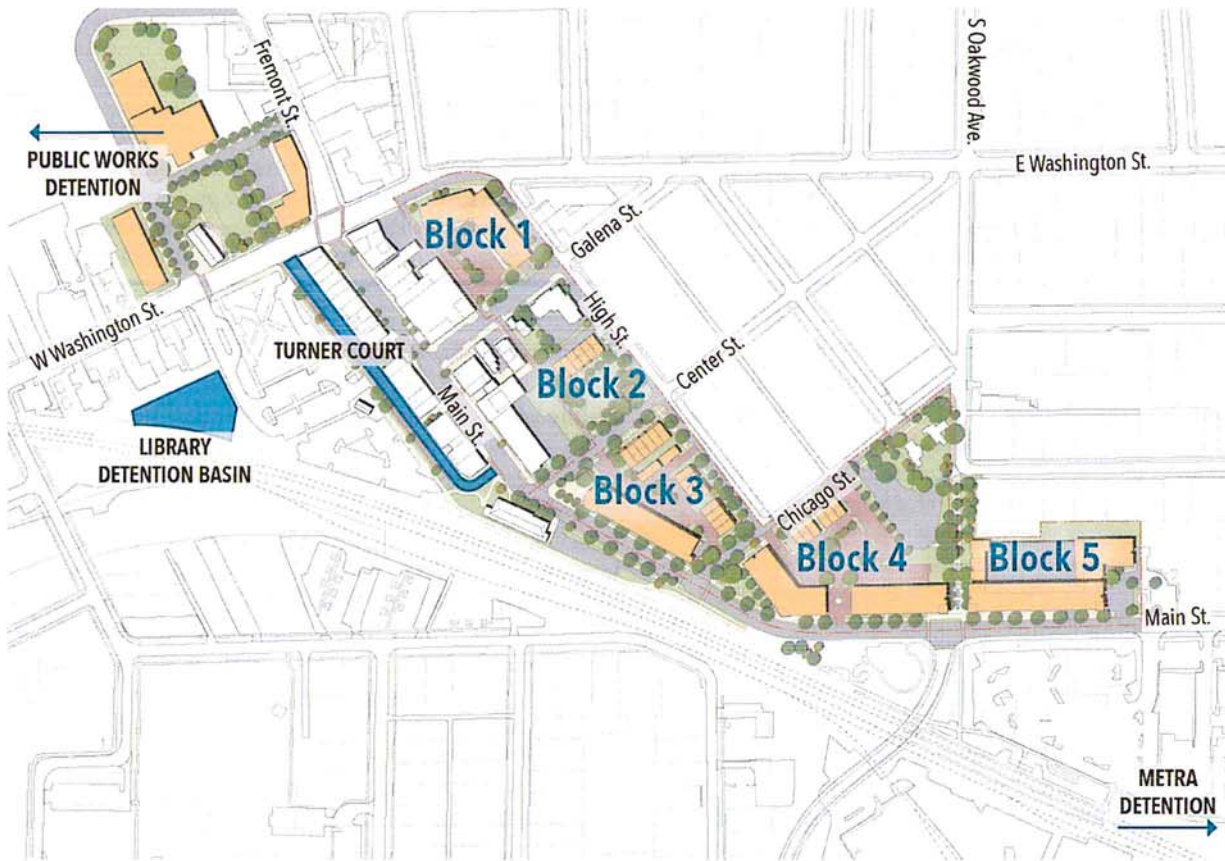 Fremont St.
S Oakwood Ave.
PUBLIC WORKS
DETENTION
E Washington St.
Block 1
Galena St.
W Washington St.
TURNER COURT
High St.
Center St.
Block 2
Main St.
LIBRARY
DETENTION BASIN
Block 3
Chicago St.
Block 4
Block 5
Main St.
METRA
DETENTION